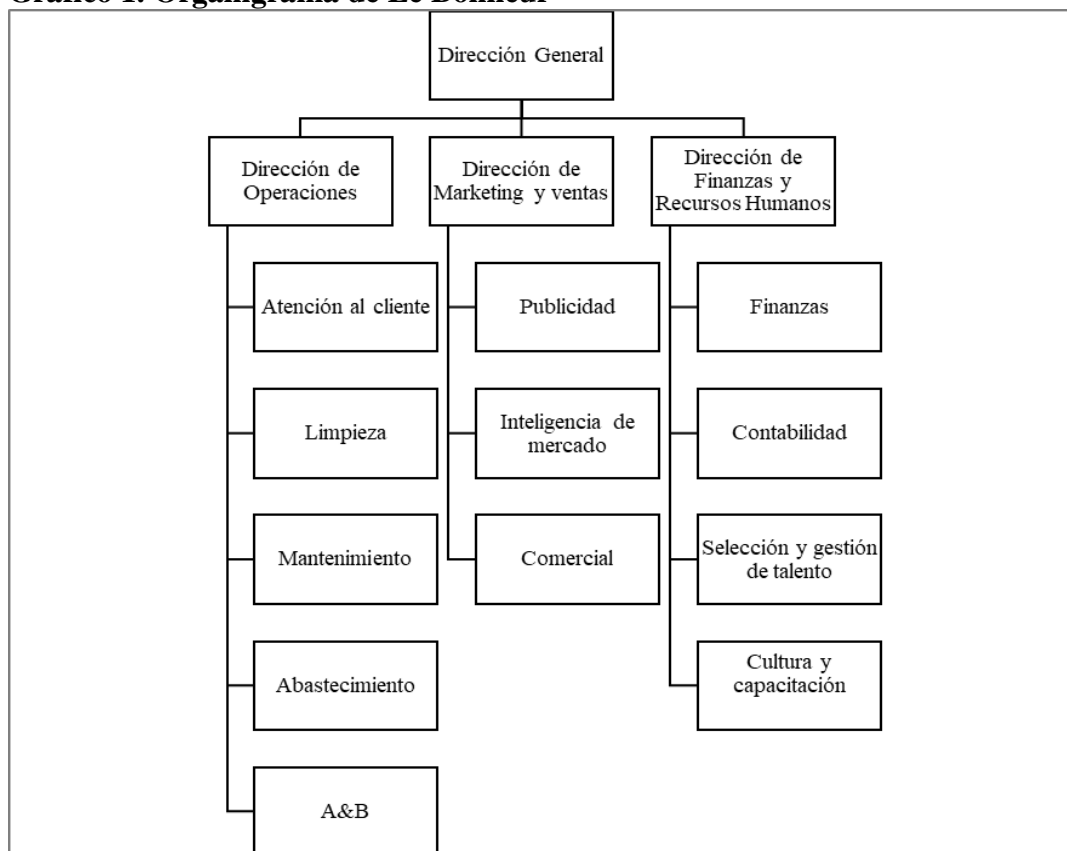 Dirección General
Dirección de
Operaciones
Dirección de
Marketing y ventas
Dirección de
Finanzas y
Recursos Humanos
Atención al cliente
Publicidad
Finanzas
Limpieza
Inteligencia de
mercado
Contabilidad
Mantenimiento
Comercial
Selección y gestión
de talento
Abastecimiento
Cultura y
capacitación
A&B